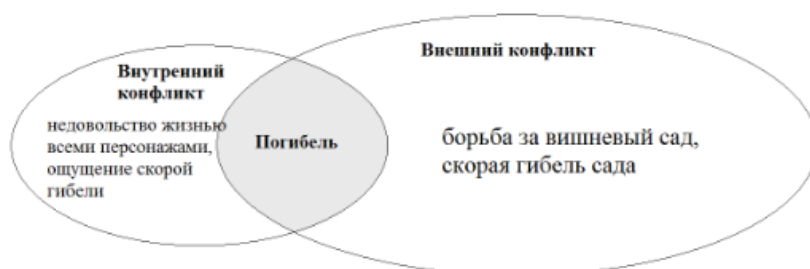 Внутренний
конфликт
недовольство жизнью
всеми персонажами,
ощущение скорой
гибели
Погибель
Внешний конфликт
борьба за вишневый сад,
скорая гибель сада